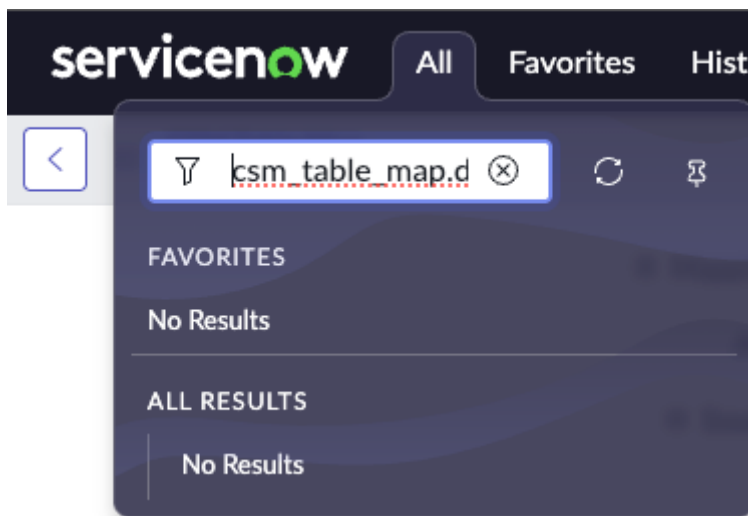 servicenow All Favorites Hist
csm_table_map.d
FAVORITES
No Results
ALL RESULTS
No Results